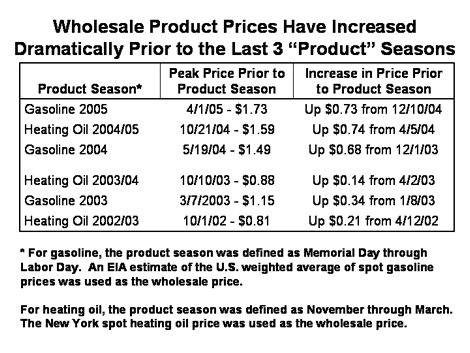 Wholesale Product Prices Have Increased
Dramatically Prior to the Last 3 “Product” Seasons
Product Season* Peak Price Prior to Product Season Increase in Price Prior to Product Season
Gasoline 2005 4/1/05 - $1.73 Up $0.73 from 12/10/04
Heating Oil 2004/05 10/21/04 - $1.59 Up $0.74 from 4/5/04
Gasoline 2004 5/19/04 - $1.49 Up $0.68 from 12/1/03
Heating Oil 2003/04 10/10/03 - $0.88 Up $0.14 from 4/2/03
Gasoline 2003 3/7/2003 - $1.15 Up $0.34 from 1/8/03
Heating Oil 2002/03 10/1/02 - $0.81 Up $0.21 from 4/12/02
* For gasoline, the product season was defined as Memorial Day through
Labor Day. An EIA estimate of the U.S. weighted average of spot gasoline
prices was used as the wholesale price.
For heating oil, the product season was defined as November through March.
The New York spot heating oil price was used as the wholesale price.